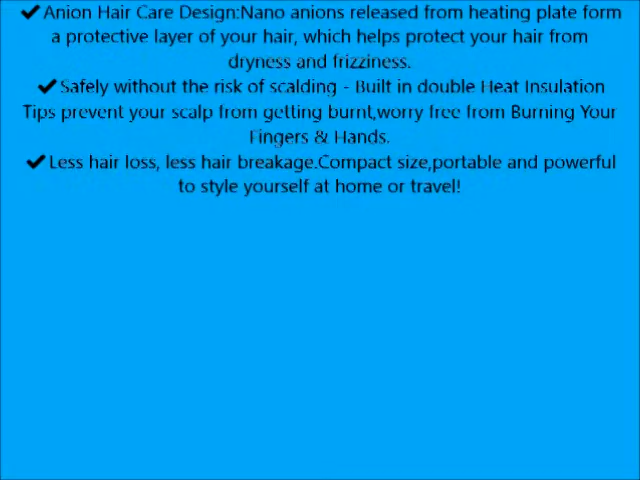 ✔Anion Hair Care Design:Nano anions released from heating plate form
a protective layer of your hair, which helps protect your hair from
dryness and frizziness.
✔Safely without the risk of scalding - Built in double Heat Insulation
Tips prevent your scalp from getting burnt,worry free from Burning Your
Fingers & Hands.
✔Less hair loss, less hair breakage.Compact size,portable and powerful
to style yourself at home or travel!